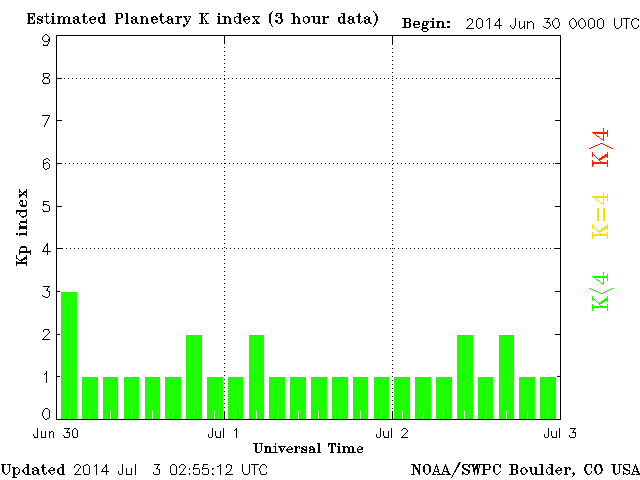 Estimated Planetary K index (3 hour data) Begin: 2014 Jun 30 0000 UTC
9
8
7
6
5
4
3
2
1
0
Kp index
K>4
K=4
K<4
Jun 30 Jul 1 Jul 2 Jul 3
Universal Time
Updated 2014 Jul 3 02:55:12 UTC NOAA/SWPC Boulder, CO USA